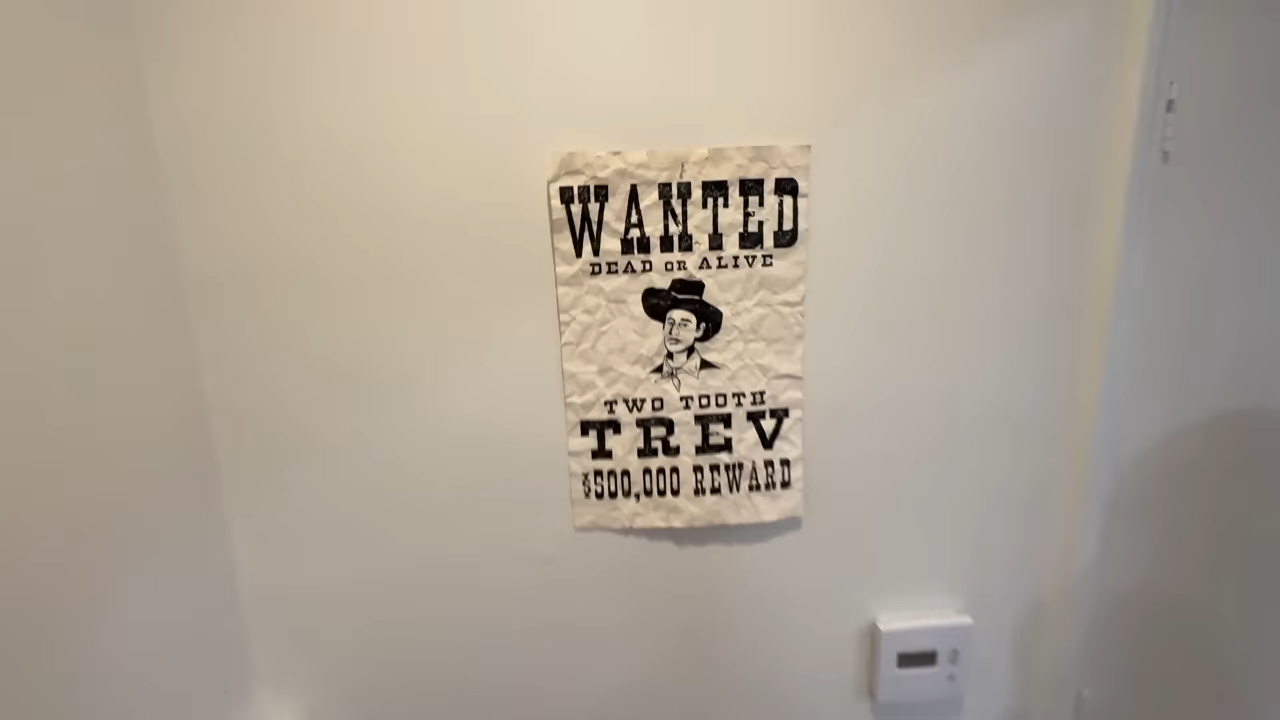 WANTED
DEAD OR ALIVE
TWO TOOTH
TREV
$500,000 REWARD